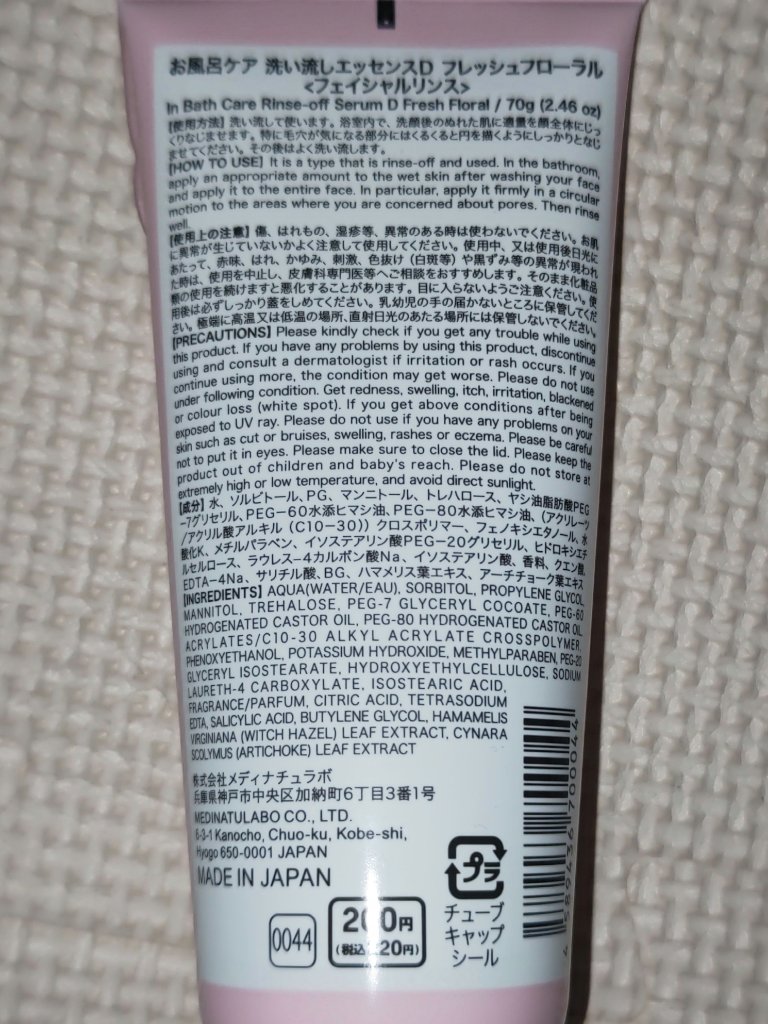 お風呂ケア 洗い流しエッセンスD フレッシュフローラル
<フェイシャルリンス>
In Bath Care Rinse-off Serum D Fresh Floral / 70g (2.46 oz)
【使用方法】洗い流して使います。浴室内で、洗顔後のぬれた肌に適量を顔全体にじっ
くりなじませます。特に毛穴が気になる部分にはくるくると円を描くようにしっかりとなじ
ませてください。その後はよく洗い流します。
【HOW TO USE】It is a type that is rinse-off and used. In the bathroom,
apply an appropriate amount to the wet skin after washing your face
and apply it to the entire face. In particular, apply it firmly in a circular
motion to the areas where you are concerned about pores. Then rinse
well.
【使用上の注意】傷、はれもの、湿疹等、異常のある時は使わないでください。お肌
に異常が生じていないかよく注意して使用してください。使用中、又は使用後日光に
あたって、赤味、はれ、かゆみ、刺激、色抜け（白斑等）や黒ずみ等の異常が現われ
た時は、使用を中止し、皮膚科専門医等へご相談をおすすめします。そのまま化粧品
類の使用を続けますと悪化することがあります。目に入らないようご注意ください。使
用後は必ずしっかり蓋をしめてください。乳幼児の手の届かないところに保管してくだ
さい。極端に高温又は低温の場所、直射日光のあたる場所には保管しないでください。
【PRECAUTIONS】Please kindly check if you get any trouble while using
this product. If you have any problems by using this product, discontinue
using and consult a dermatologist if irritation or rash occurs. If you
continue using more, the condition may get worse. Please do not use
under following condition. Get redness, swelling, itch, irritation, blackened
or colour loss (white spot). If you get above conditions after being
exposed to UV ray. Please do not use if you have any problems on your
skin such as cut or bruises, swelling, rashes or eczema. Please be careful
not to put it in eyes. Please make sure to close the lid. Please keep the
product out of children and baby's reach. Please do not store at
extremely high or low temperature, and avoid direct sunlight.
【成分】水、ソルビトール、PG、マンニトール、トレハロース、ヤシ油脂肪酸PEG
-7グリセリル、PEG-60水添ヒマシ油、PEG-80水添ヒマシ油、(アクリレーツ
/アクリル酸アルキル（C10-30)）クロスポリマー、フェノキシエタノール、水
酸化K、メチルパラベン、イソステアリン酸PEG-20グリセリル、ヒドロキシエチ
ルセルロース、ラウレス-4カルボン酸Na、イソステアリン酸、香料、クエン酸、
EDTA-4Na、サリチル酸、BG、ハマメリス葉エキス、アーチチョーク葉エキス
【INGREDIENTS】AQUA(WATER/EAU), SORBITOL, PROPYLENE GLYCOL,
MANNITOL, TREHALOSE, PEG-7 GLYCERYL COCOATE, PEG-60
HYDROGENATED CASTOR OIL, PEG-80 HYDROGENATED CASTOR OIL,
ACRYLATES/C10-30 ALKYL ACRYLATE CROSSPOLYMER,
PHENOXYETHANOL, POTASSIUM HYDROXIDE, METHYLPARABEN, PEG-20
GLYCERYL ISOSTEARATE, HYDROXYETHYLCELLULOSE, SODIUM
LAURETH-4 CARBOXYLATE, ISOSTEARIC ACID,
FRAGRANCE/PARFUM, CITRIC ACID, TETRASODIUM
EDTA, SALICYLIC ACID, BUTYLENE GLYCOL, HAMAMELIS
VIRGINIANA (WITCH HAZEL) LEAF EXTRACT, CYNARA
SCOLYMUS (ARTICHOKE) LEAF EXTRACT
株式会社メディナチュラボ
兵庫県神戸市中央区加納町6丁目3番1号
MEDINATULABO CO., LTD.
6-3-1 Kanocho, Chuo-ku, Kobe-shi,
Hyogo 650-0001 JAPAN
MADE IN JAPAN
プラ
チューブ
キャップ
シール
0044
200円
(税込220円)